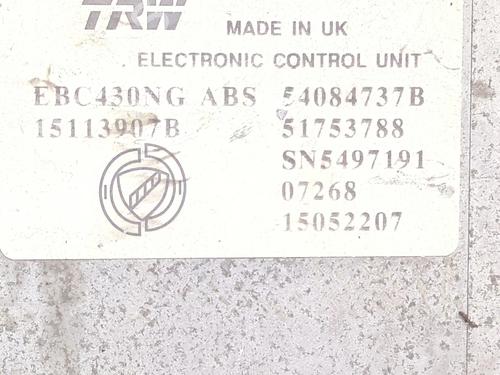 TRW
MADE IN UK
ELECTRONIC CONTROL UNIT
EBC430NG ABS 54084737B
15113907B 51753788
SN5497191
07268
15052207